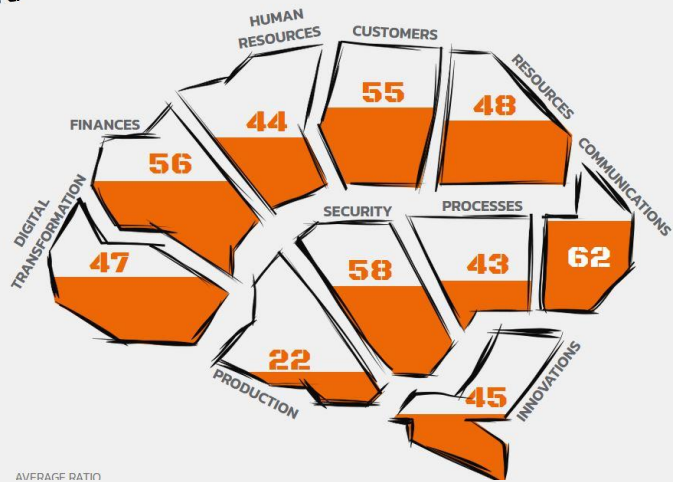 HUMAN
RESOURCES
CUSTOMERS
RESOURCES
FINANCES
COMMUNICATIONS
DIGITAL
TRANSFORMATION
44
55
48
56
SECURITY
PROCESSES
47
58
43
62
22
PRODUCTION
45
INNOVATIONS
AVERAGE RATIO